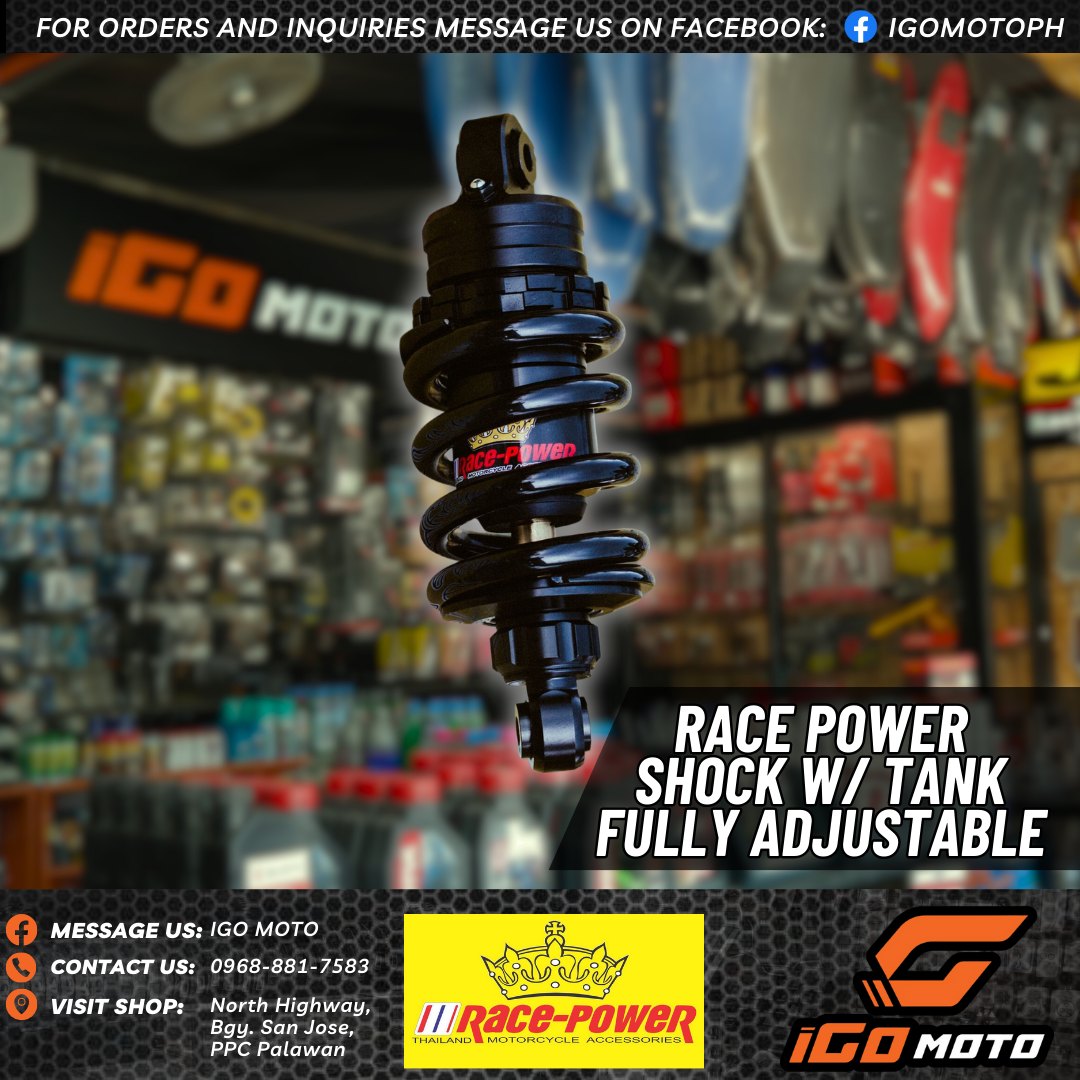 FOR ORDERS AND INQUIRIES MESSAGE US ON FACEBOOK: IGOMOTOPH
iGO MOTO
RACE-POWER
RACE POWER
SHOCK W/ TANK
FULLY ADJUSTABLE
MESSAGE US: IGO MOTO
CONTACT US: 0968-881-7583
VISIT SHOP: North Highway,
Bgy. San Jose,
PPC Palawan
RACE-POWER
THAILAND MOTORCYCLE ACCESSORIES
iGO MOTO